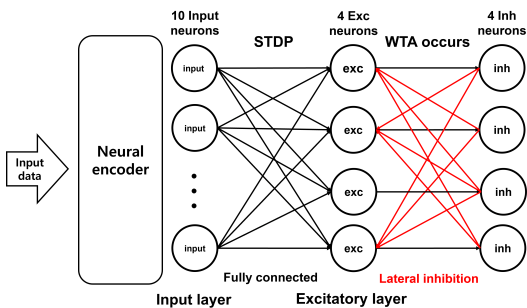 10 Input
neurons
STDP
4 Exc
neurons
WTA occurs
4 Inh
neurons
input
exc
inh
input
exc
inh
Input
data
Neural
encoder
exc
inh
input
exc
inh
Fully connected
Lateral inhibition
Input layer
Excitatory layer